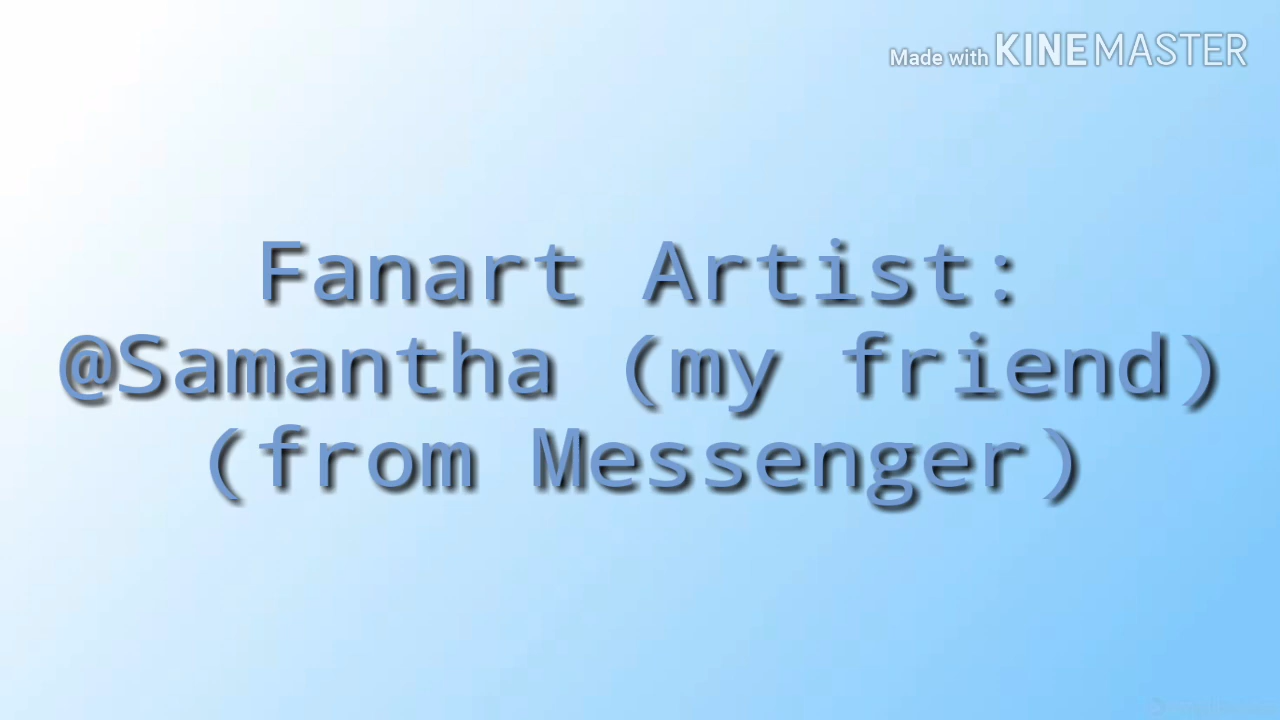 Made with KINEMASTER
Fanart Artist:
@Samantha (my friend)
(from Messenger)